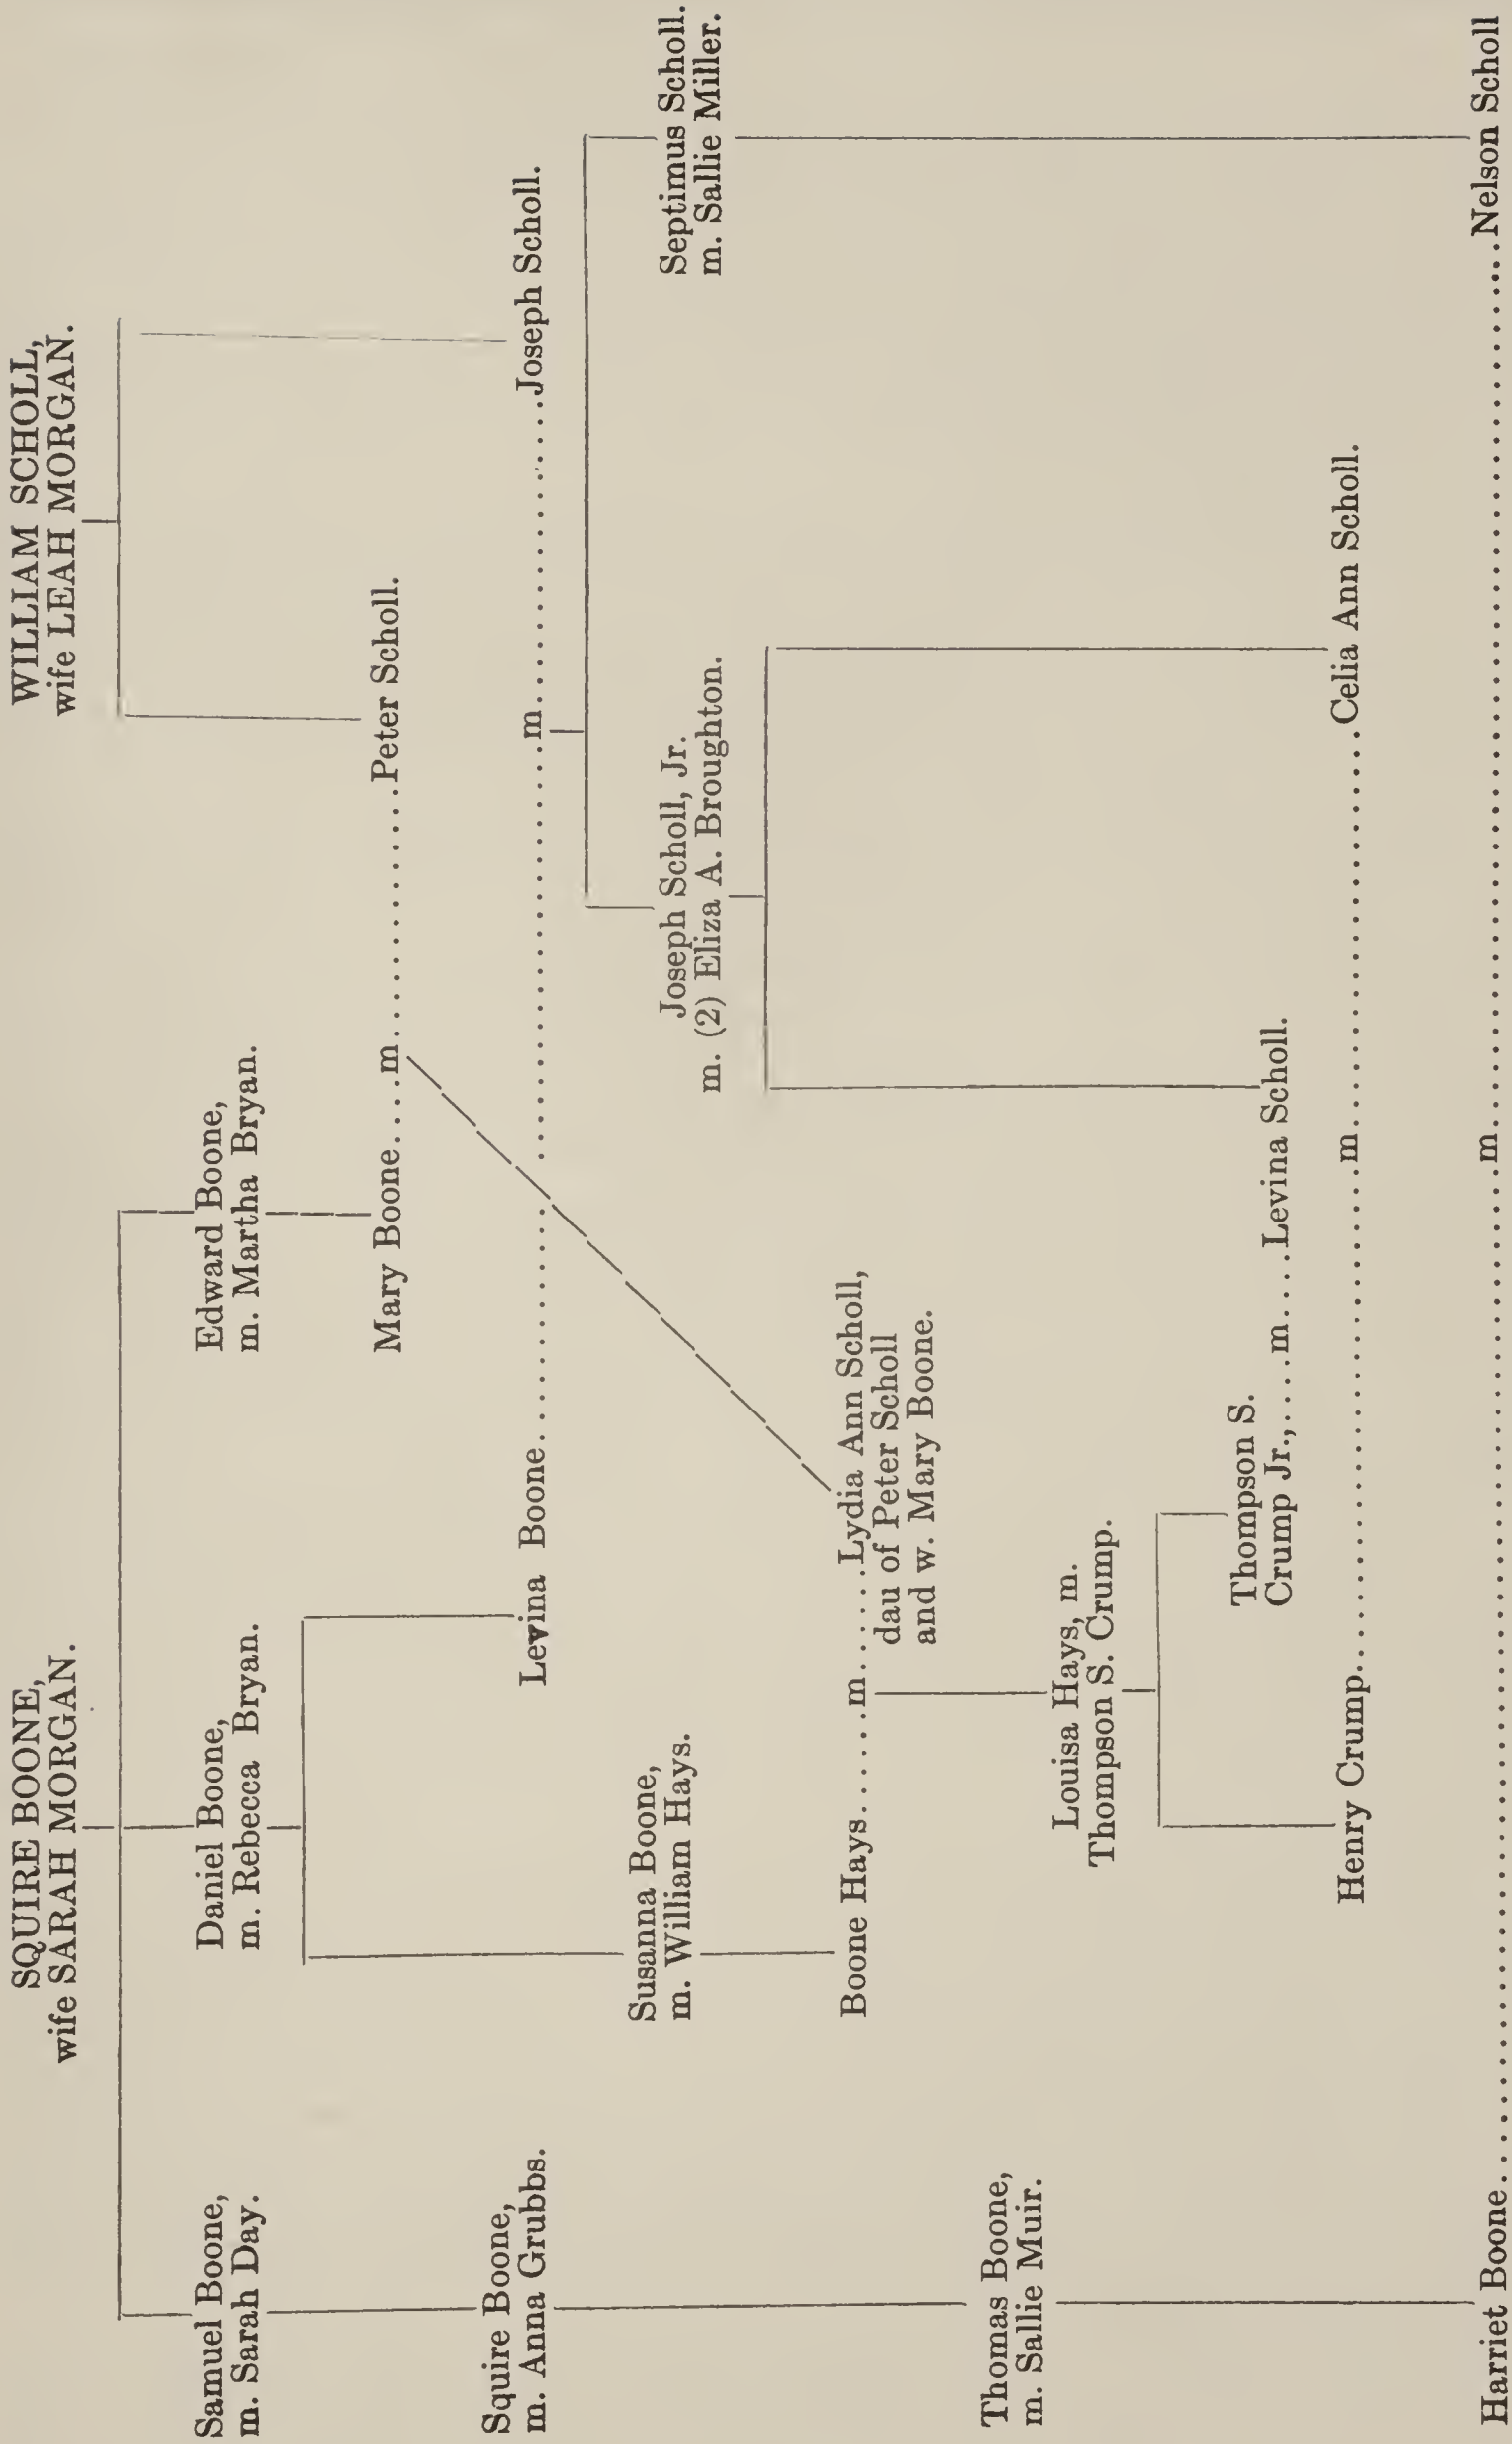 SQUIRE BOONE,
wife SARAH MORGAN.
WILLIAM SCHOLL,
wife LEAH MORGAN.
Samuel Boone,
m. Sarah Day.
Daniel Boone,
m. Rebecca Bryan.
Edward Boone,
m. Martha Bryan.
Mary Boone....m..............Peter Scholl.
Squire Boone,
m. Anna Grubbs.
Levina Boone..............................m....................Joseph Scholl.
Susanna Boone,
m. William Hays.
Joseph Scholl, Jr.
m. (2) Eliza A. Broughton.
Septimus Scholl.
m. Sallie Miller.
Boone Hays......m......Lydia Ann Scholl,
dau of Peter Scholl
and w. Mary Boone.
Thomas Boone,
m. Sallie Muir.
Louisa Hays, m.
Thompson S. Crump.
Thompson S.
Crump Jr.,....m....Levina Scholl.
Henry Crump..............................m..............................Celia Ann Scholl.
Harriet Boone............................................................m............................................................Nelson Scholl